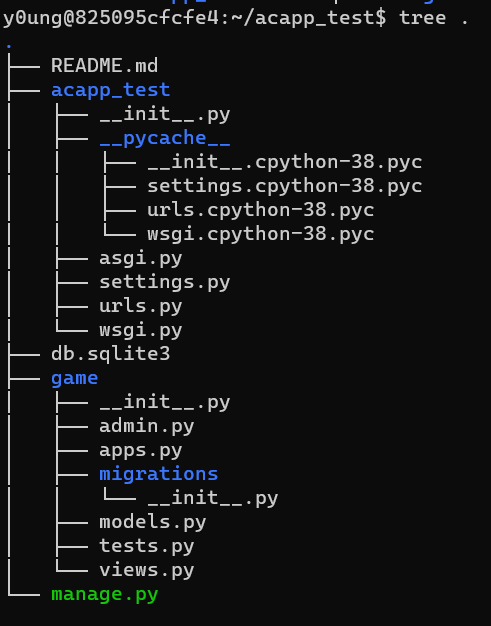 y0ung@825095cfcfe4:~/acapp_test$ tree .
.
├── README.md
├── acapp_test
│   ├── __init__.py
│   ├── __pycache__
│   │   ├── __init__.cpython-38.pyc
│   │   ├── settings.cpython-38.pyc
│   │   ├── urls.cpython-38.pyc
│   │   └── wsgi.cpython-38.pyc
│   ├── asgi.py
│   ├── settings.py
│   ├── urls.py
│   └── wsgi.py
├── db.sqlite3
├── game
│   ├── __init__.py
│   ├── admin.py
│   ├── apps.py
│   ├── migrations
│   │   └── __init__.py
│   ├── models.py
│   ├── tests.py
│   └── views.py
└── manage.py